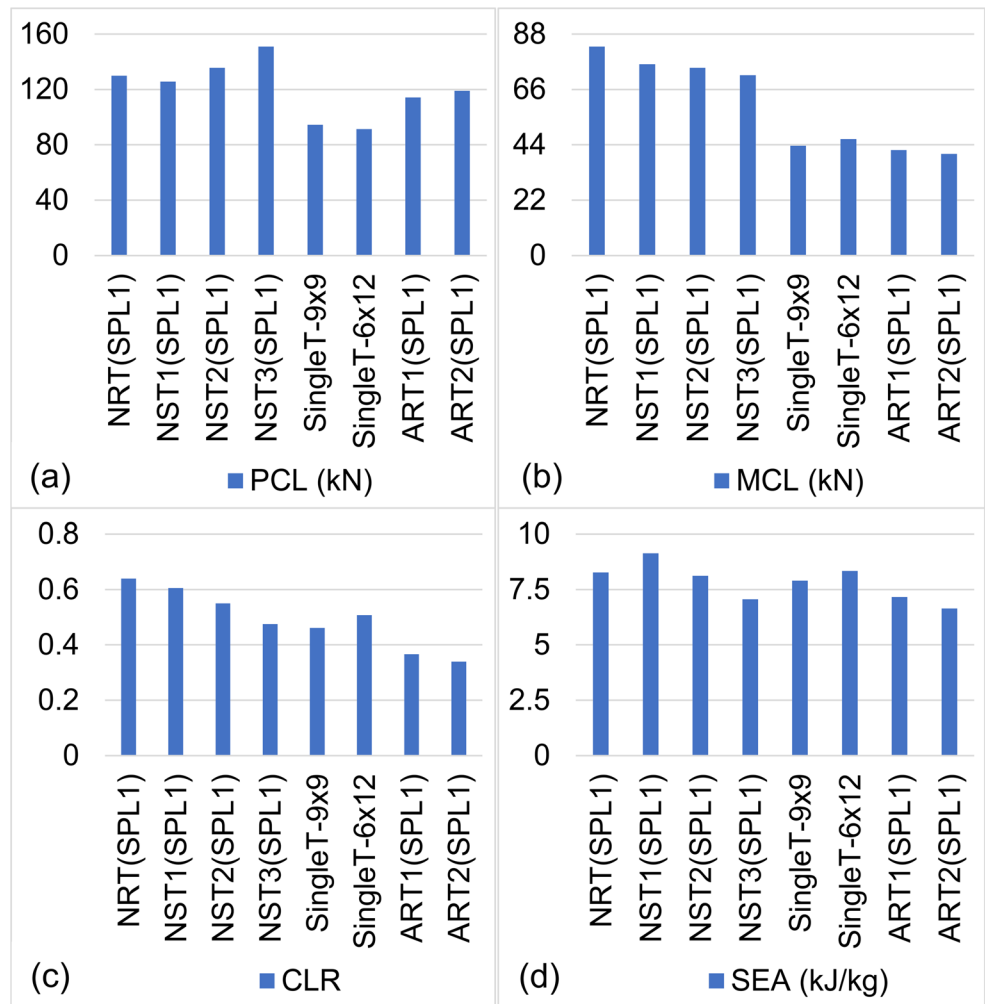 160
120
80
40
0
NRT(SPL1)
NST1(SPL1)
NST2(SPL1)
NST3(SPL1)
SingleT-9x9
SingleT-6x12
ART1(SPL1)
ART2(SPL1)
(a)
PCL (kN)
88
66
44
22
0
NRT(SPL1)
NST1(SPL1)
NST2(SPL1)
NST3(SPL1)
SingleT-9x9
SingleT-6x12
ART1(SPL1)
ART2(SPL1)
(b)
MCL (kN)
0.8
0.6
0.4
0.2
0
NRT(SPL1)
NST1(SPL1)
NST2(SPL1)
NST3(SPL1)
SingleT-9x9
SingleT-6x12
ART1(SPL1)
ART2(SPL1)
(c)
CLR
10
7.5
5
2.5
0
NRT(SPL1)
NST1(SPL1)
NST2(SPL1)
NST3(SPL1)
SingleT-9x9
SingleT-6x12
ART1(SPL1)
ART2(SPL1)
(d)
SEA (kJ/kg)